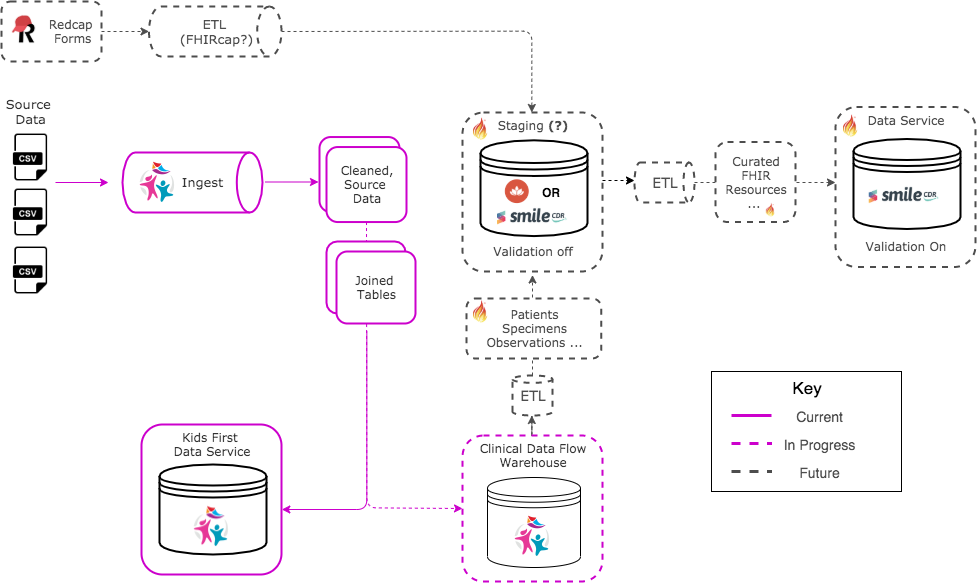 Redcap
Forms
ETL
(FHIRcap?)
Source
Data
CSV
CSV
CSV
Ingest
Cleaned,
Source
Data
Joined
Tables
Staging (?)
OR
smile CDR
Validation off
ETL
Curated
FHIR
Resources
...
Data Service
smile CDR
Validation On
Patients
Specimens
Observations ...
ETL
Kids First
Data Service
Clinical Data Flow
Warehouse
Key
Current
In Progress
Future